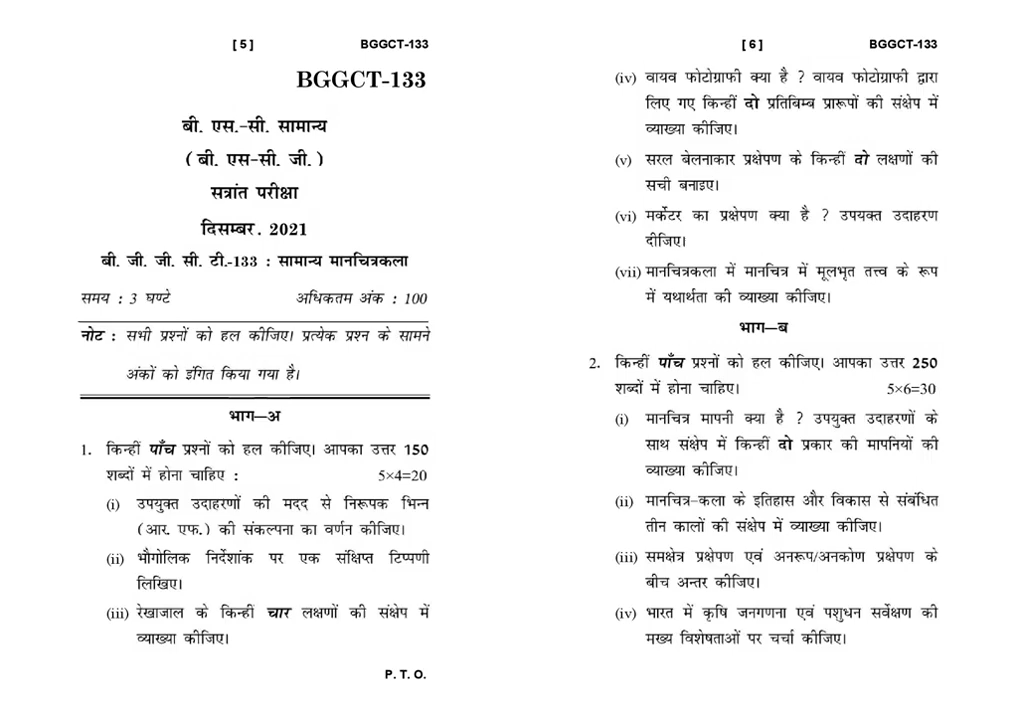 [ 5 ] BGGCT-133
BGGCT-133
बी. एस.-सी. सामान्य
( बी. एस-सी. जी. )
सत्रांत परीक्षा
दिसम्बर. 2021
बी. जी. जी. सी. टी.-133 : सामान्य मानचित्रकला
समय : 3 घण्टे अधिकतम अंक : 100
नोट : सभी प्रश्नों को हल कीजिए। प्रत्येक प्रश्न के सामने
अंकों को इंगित किया गया है।
भाग—अ
1. किन्हीं पाँच प्रश्नों को हल कीजिए। आपका उत्तर 150
शब्दों में होना चाहिए : 5×4=20
(i) उपयुक्त उदाहरणों की मदद से निरूपक भिन्न
(आर. एफ.) की संकल्पना का वर्णन कीजिए।
(ii) भौगोलिक निर्देशांक पर एक संक्षिप्त टिप्पणी
लिखिए।
(iii) रेखाजाल के किन्हीं चार लक्षणों की संक्षेप में
व्याख्या कीजिए।
P. T. O.
[ 6 ] BGGCT-133
(iv) वायव फोटोग्राफी क्या है ? वायव फोटोग्राफी द्वारा
लिए गए किन्हीं दो प्रतिबिम्ब प्रारूपों की संक्षेप में
व्याख्या कीजिए।
(v) सरल बेलनाकार प्रक्षेपण के किन्हीं दो लक्षणों की
सची बनाइए।
(vi) मर्केटर का प्रक्षेपण क्या है ? उपयक्त उदाहरण
दीजिए।
(vii) मानचित्रकला में मानचित्र में मूलभृत तत्त्व के रूप
में यथार्थता की व्याख्या कीजिए।
भाग—ब
2. किन्हीं पाँच प्रश्नों को हल कीजिए। आपका उत्तर 250
शब्दों में होना चाहिए। 5×6=30
(i) मानचित्र मापनी क्या है ? उपयुक्त उदाहरणों के
साथ संक्षेप में किन्हीं दो प्रकार की मापनियों की
व्याख्या कीजिए।
(ii) मानचित्र-कला के इतिहास और विकास से संबंधित
तीन कालों की संक्षेप में व्याख्या कीजिए।
(iii) समक्षेत्र प्रक्षेपण एवं अनरूप/अनकोण प्रक्षेपण के
बीच अन्तर कीजिए।
(iv) भारत में कृषि जनगणना एवं पशुधन सर्वेक्षण की
मख्य विशेषताओं पर चर्चा कीजिए।